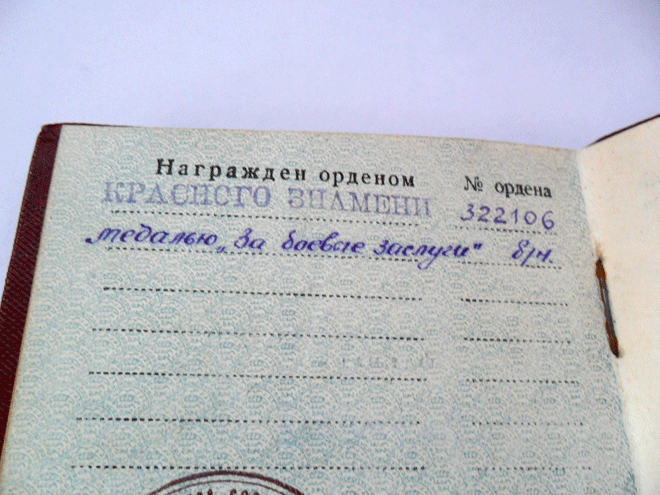 Награжден орденом № ордена
КРАСНОГО ЗНАМЕНИ 322106
медалью „За боевые заслуги" б/н.